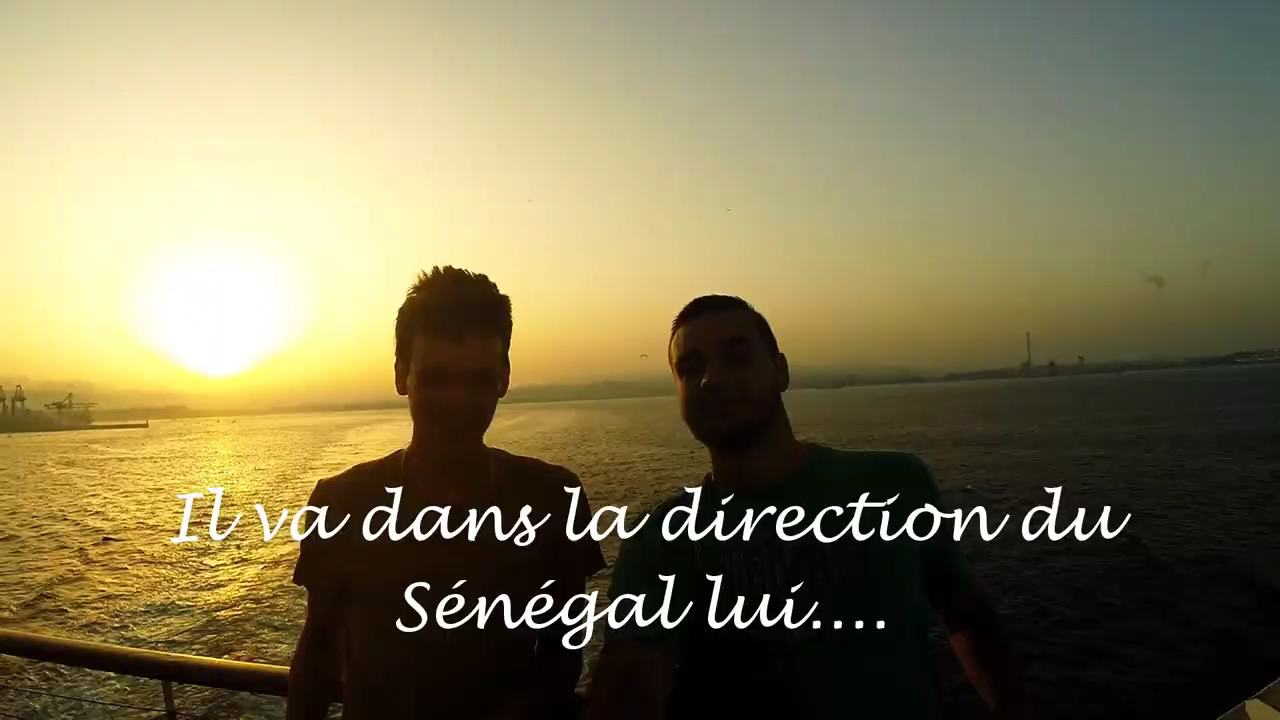 Il va dans la direction du
Sénégal lui....